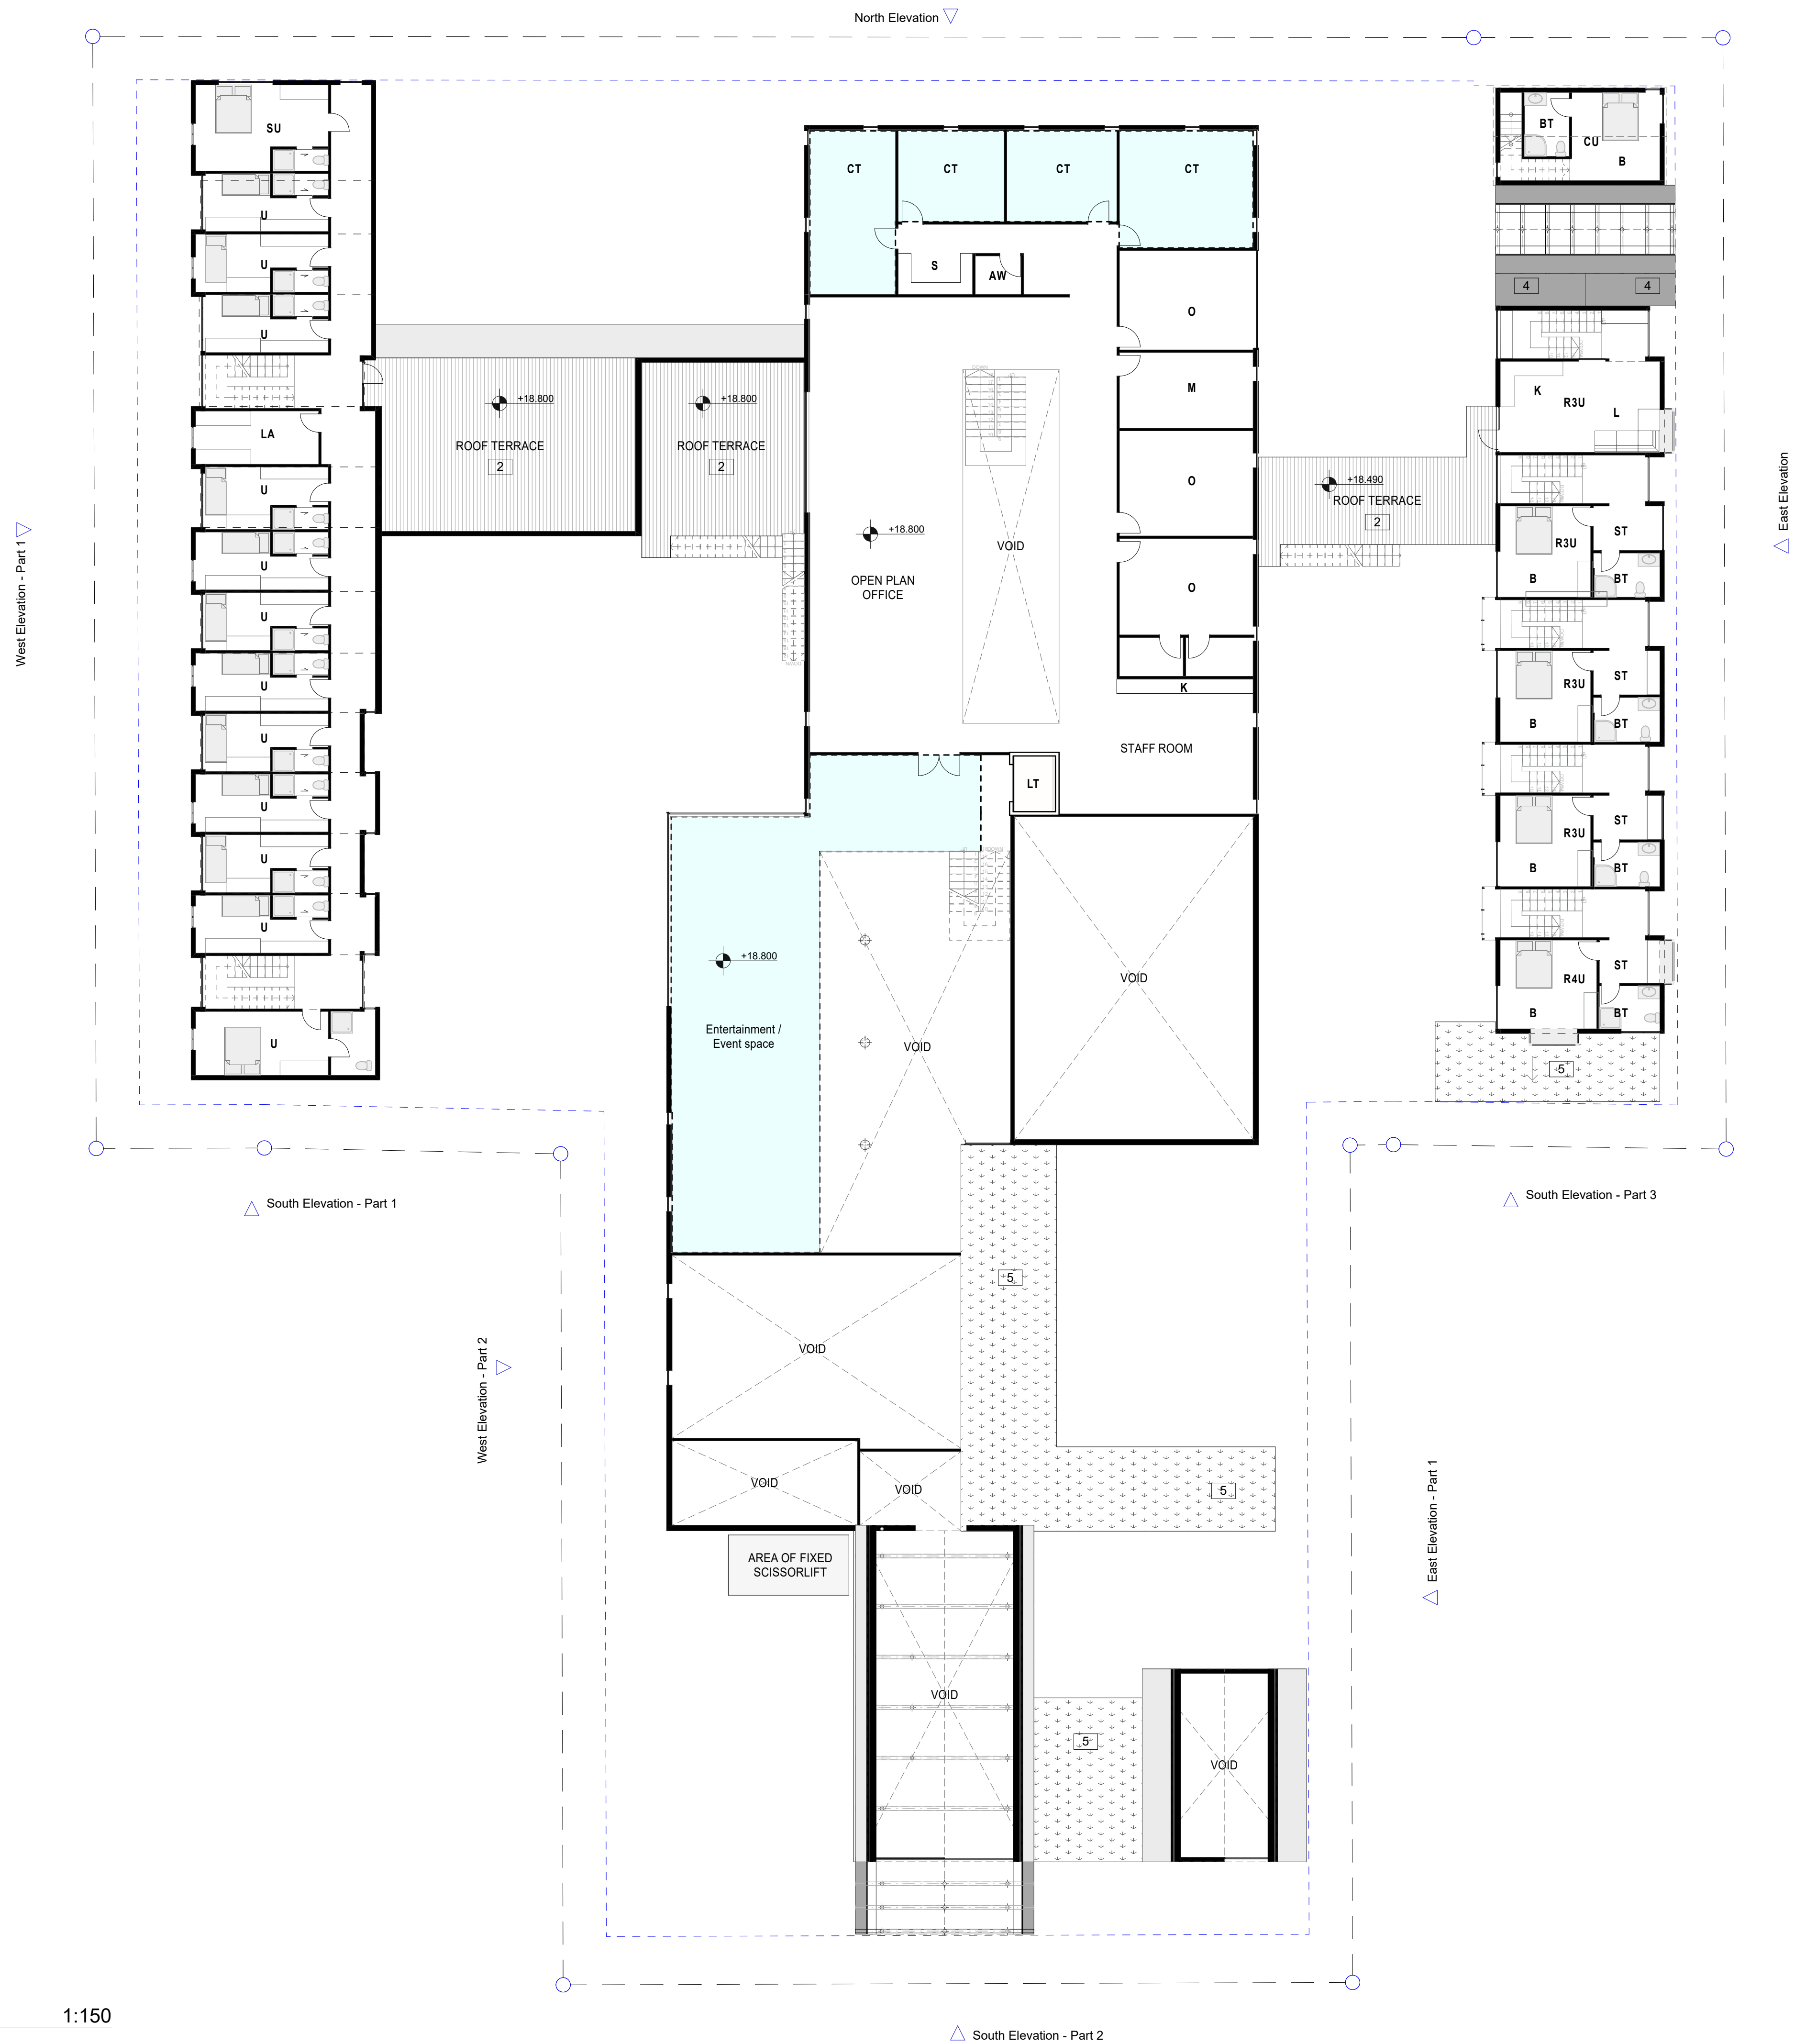 North Elevation
SU
BT
CU
B
CT
CT
CT
CT
U
U
S
AW
4
4
O
U
K
R3U
L
M
+18.800
+18.800
ROOF TERRACE
ROOF TERRACE
2
2
LA
East Elevation
U
O
+18.490
ROOF TERRACE
2
+18.800
VOID
ST
R3U
West Elevation - Part 1
U
OPEN PLAN
OFFICE
O
B
BT
U
U
K
R3U
ST
B
BT
U
STAFF ROOM
LT
U
R3U
ST
U
B
BT
U
+18.800
VOID
ST
R4U
B
BT
Entertainment /
Event space
VOID
U
5
South Elevation - Part 1
South Elevation - Part 3
5
West Elevation - Part 2
VOID
VOID
VOID
5
East Elevation - Part 1
AREA OF FIXED
SCISSORLIFT
VOID
5
VOID
1:150
South Elevation - Part 2